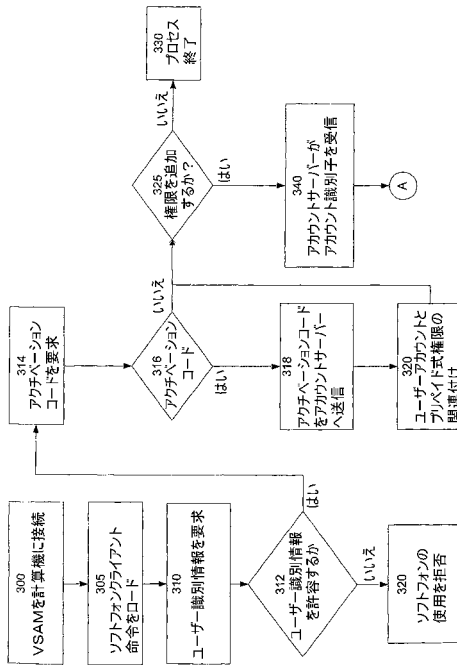 300
VSAMを計算機に接続
305
ソフトフォンクライアント
命令をロード
310
ユーザー識別情報を要求
312
ユーザー識別情報
を許容するか
いいえ
はい
320
ソフトフォンの
使用を拒否
314
アクチベーション
コードを要求
316
アクチベーション
コード
いいえ
はい
318
アクチベーションコード
をアカウントサーバー
へ送信
320
ユーザーアカウントと
プリペイド式権限の
関連付け
325
権限を追加
するか?
いいえ
はい
330
プロセス
終了
340
アカウントサーバーが
アカウント識別子を受信
A